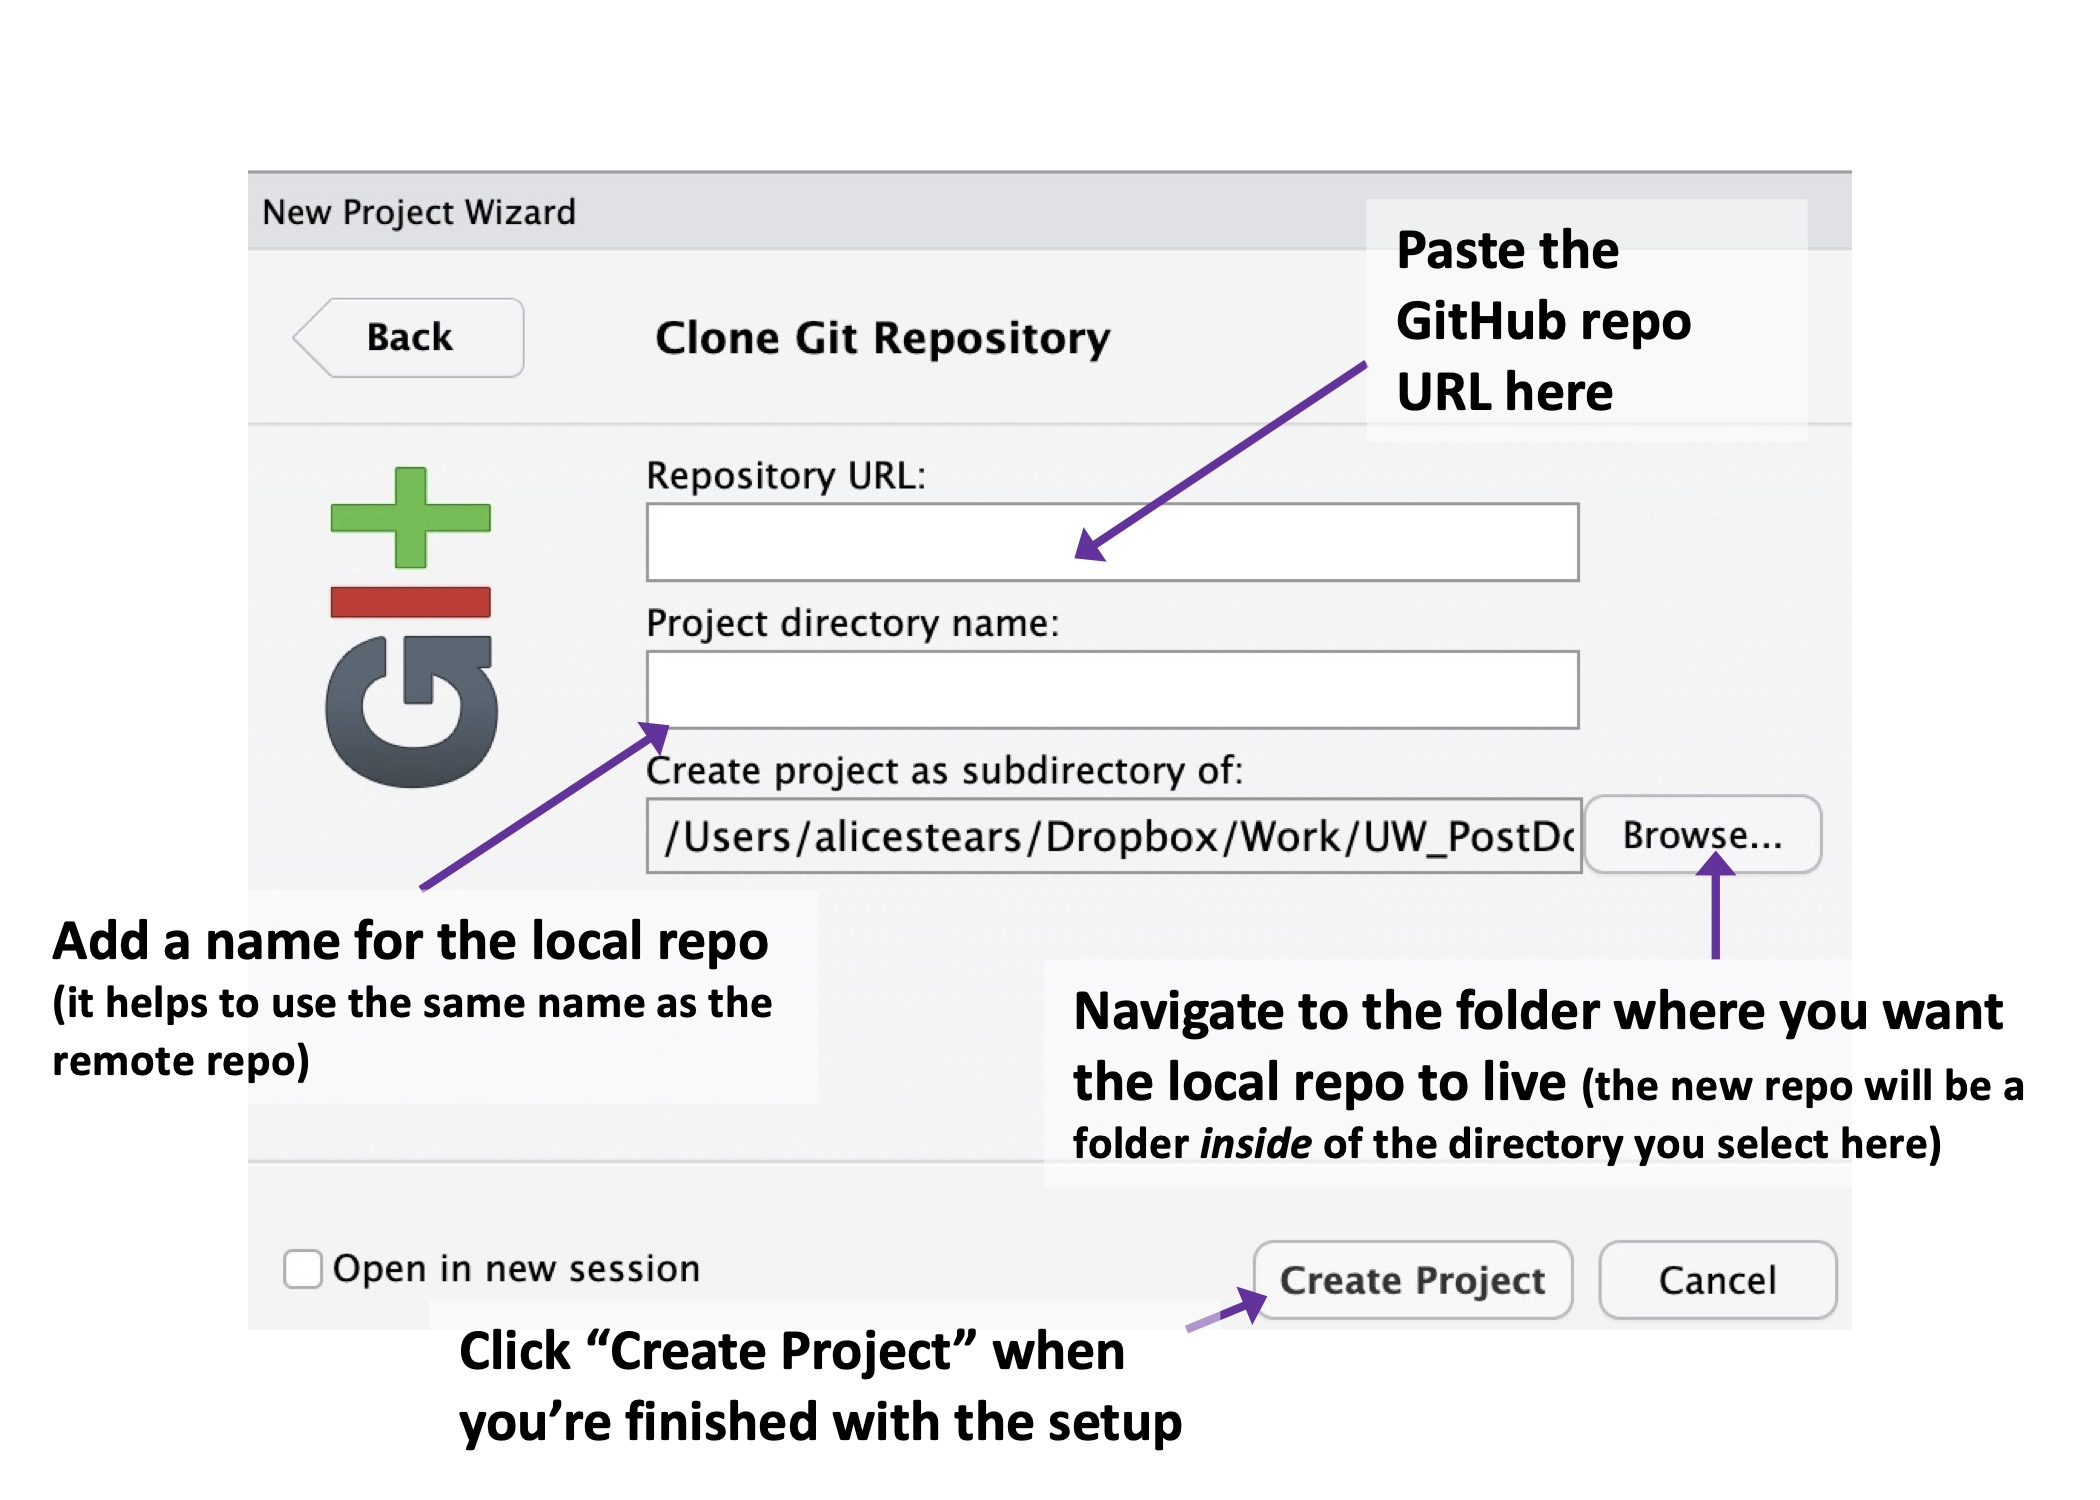 New Project Wizard
Paste the
GitHub repo
URL here
Back
Clone Git Repository
GIT
Repository URL:
Project directory name:
Create project as subdirectory of:
/Users/alicestears/Dropbox/Work/UW_PostDo
Browse...
Add a name for the local repo
(it helps to use the same name as the
remote repo)
Navigate to the folder where you want
the local repo to live (the new repo will be a
folder inside of the directory you select here)
Open in new session
Create Project
Cancel
Click “Create Project” when
you’re finished with the setup